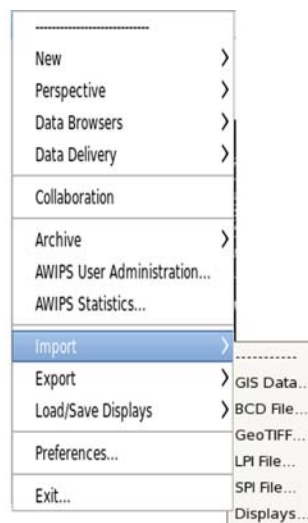 ----------------------------
New
Perspective
Data Browsers
Data Delivery
Collaboration
Archive
AWIPS User Administration...
AWIPS Statistics...
Import
Export
Load/Save Displays
Preferences...
Exit...
-----------
GIS Data...
BCD File...
GeoTIFF...
LPI File...
SPI File...
Displays...